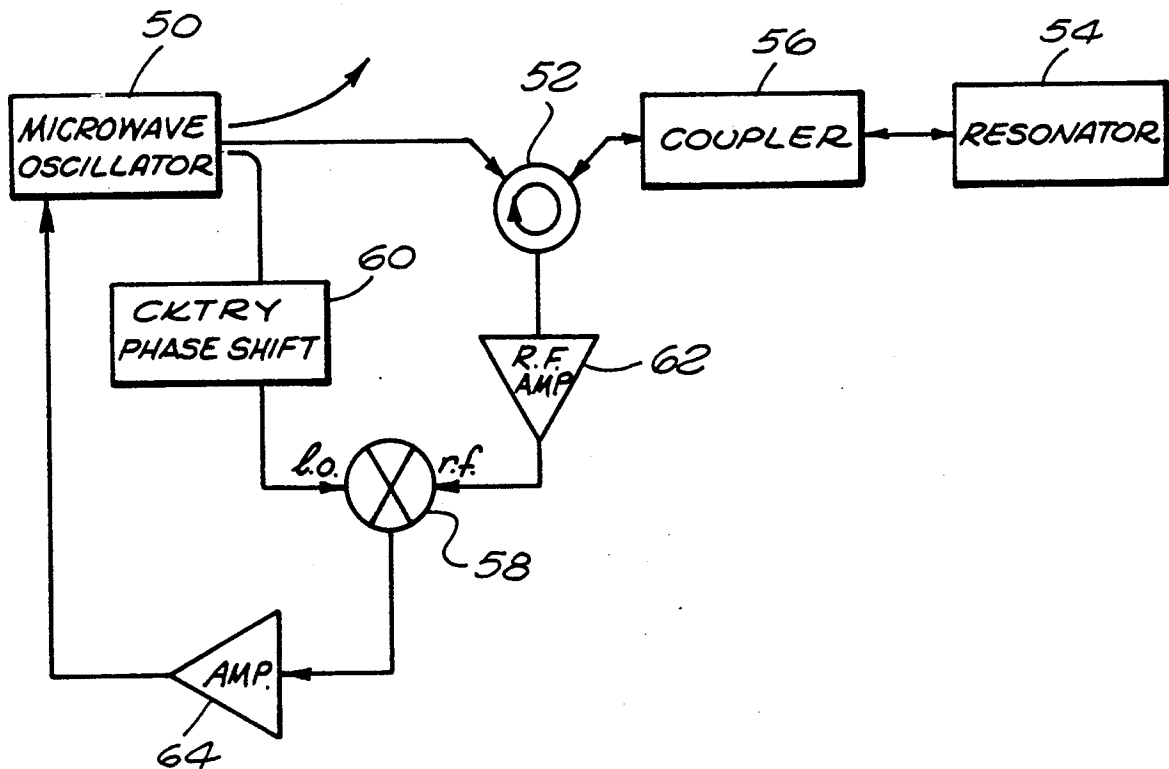 50
52
56
54
MICROWAVE
OSCILLATOR
COUPLER
RESONATOR
60
CKTRY
PHASE SHIFT
R.F.
AMP.
62
l.o.
r.f.
58
AMP.
64